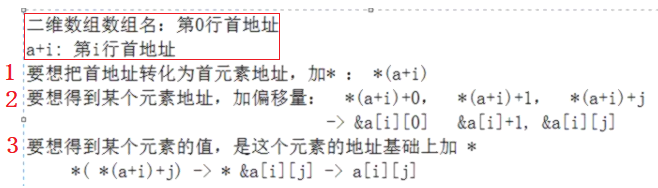 二维数组数组名：第0行首地址
a+i: 第i行首地址
1 要想把首地址转化为首元素地址，加* ： *(a+i)
2 要想得到某个元素地址，加偏移量： *(a+i)+0， *(a+i)+1， *(a+i)+j
-> &a[i][0] &a[i]+1, &a[i][j]
3 要想得到某个元素的值，是这个元素的地址基础上加 *
*( *(a+i)+j) -> * &a[i][j] -> a[i][j]